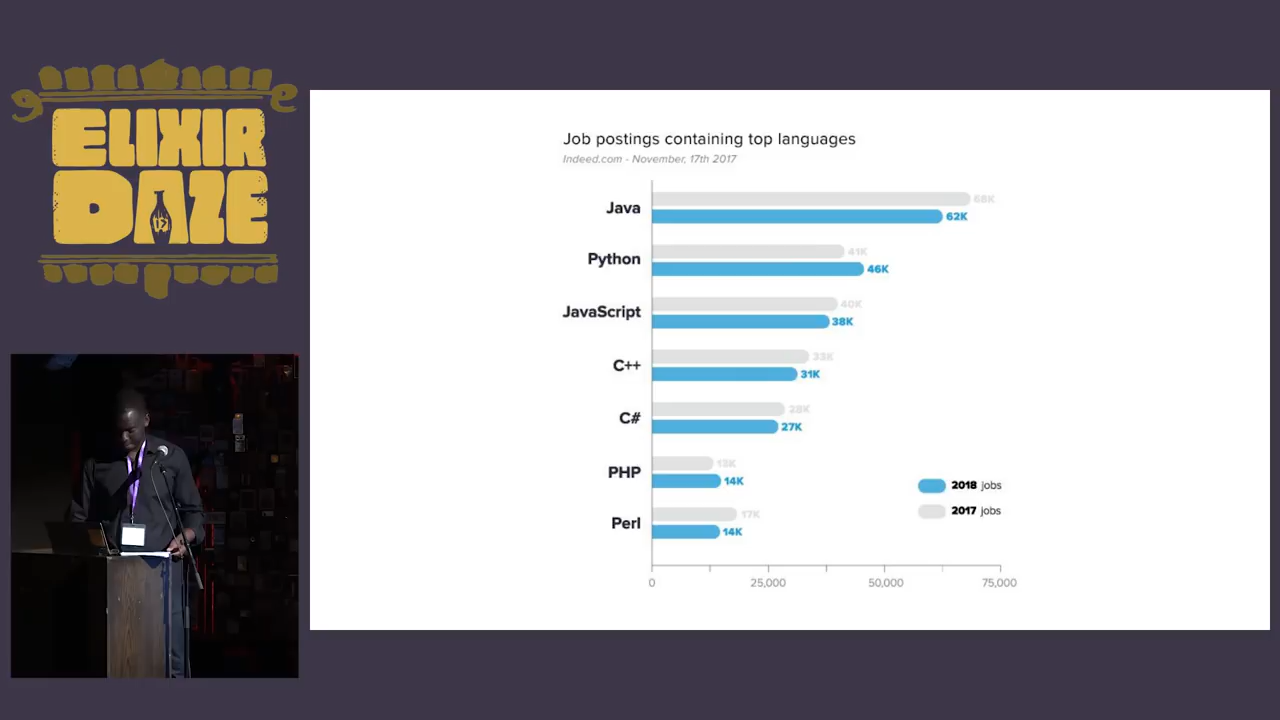 ELIXIR
DAZE
Job postings containing top languages
Indeed.com - November, 17th 2017
Java
68K
62K
Python
41K
46K
JavaScript
40K
38K
C++
33K
31K
C#
28K
27K
PHP
13K
14K
Perl
17K
14K
2018 jobs
2017 jobs
0
25,000
50,000
75,000